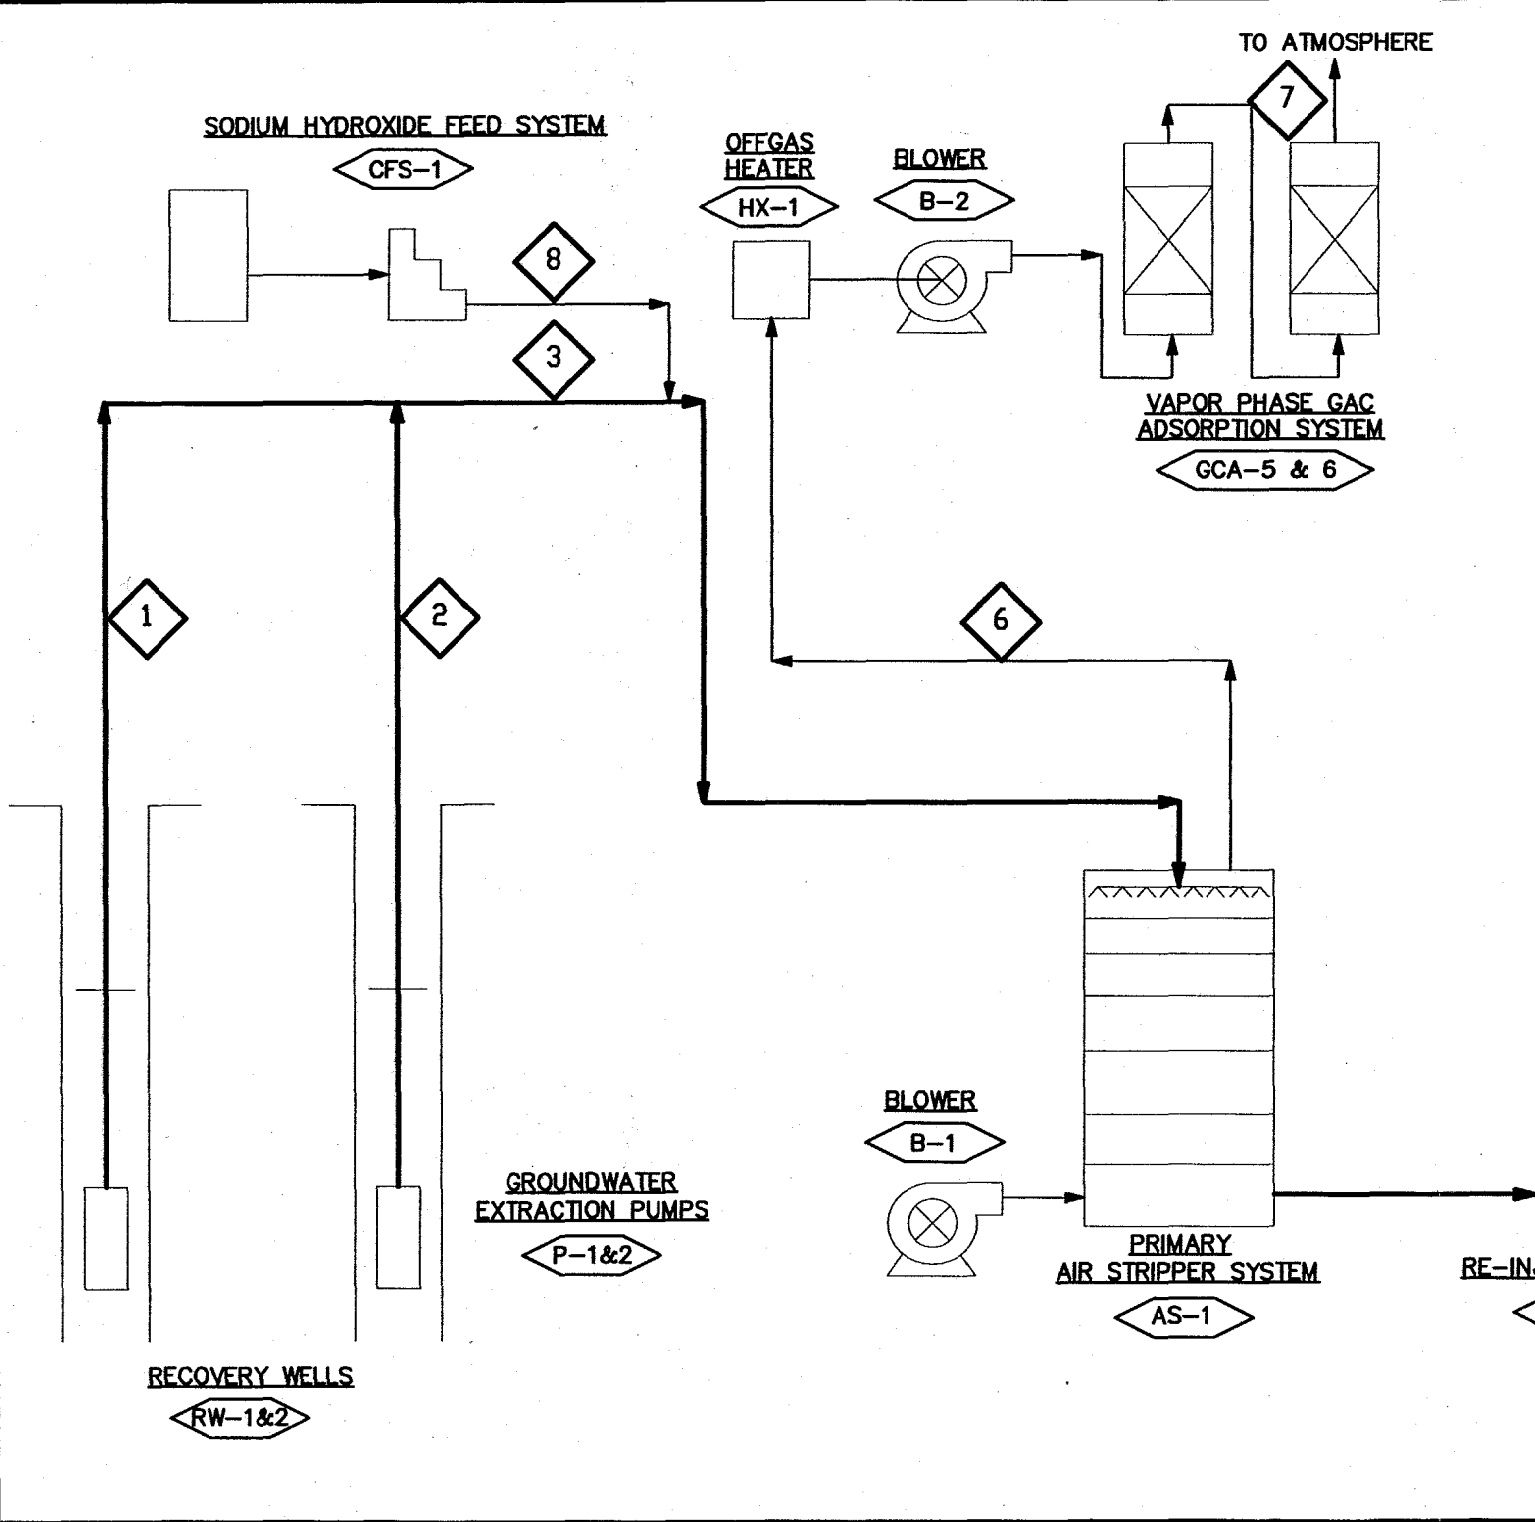 TO ATMOSPHERE
7
SODIUM HYDROXIDE FEED SYSTEM
CFS-1
OFFGAS
HEATER
HX-1
BLOWER
B-2
8
3
VAPOR PHASE GAC
ADSORPTION SYSTEM
GCA-5 & 6
1
2
6
BLOWER
B-1
GROUNDWATER
EXTRACTION PUMPS
P-1&2
PRIMARY
AIR STRIPPER SYSTEM
AS-1
RE-IN
RECOVERY WELLS
RW-1&2